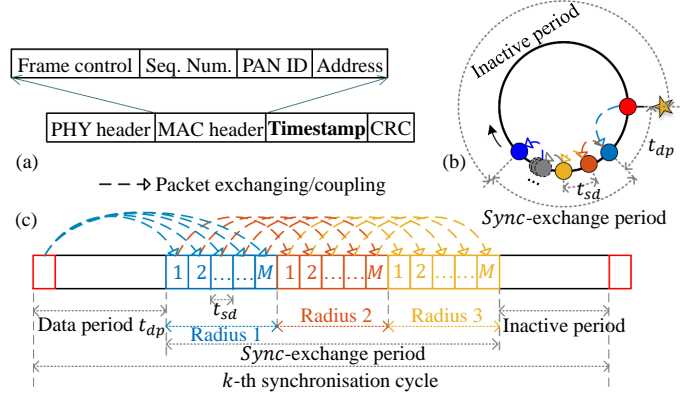 (a)
Frame control Seq. Num. PAN ID Address
PHY header MAC header Timestamp CRC
Packet exchanging/coupling
Inactive period
(b)
t_dp
...
t_sd
Sync-exchange period
(c)
1 2 ... ... M 1 2 ... ... M 1 2 ... ... M
t_sd
Data period t_dp
Radius 1
Radius 2
Radius 3
Inactive period
Sync-exchange period
k-th synchronisation cycle